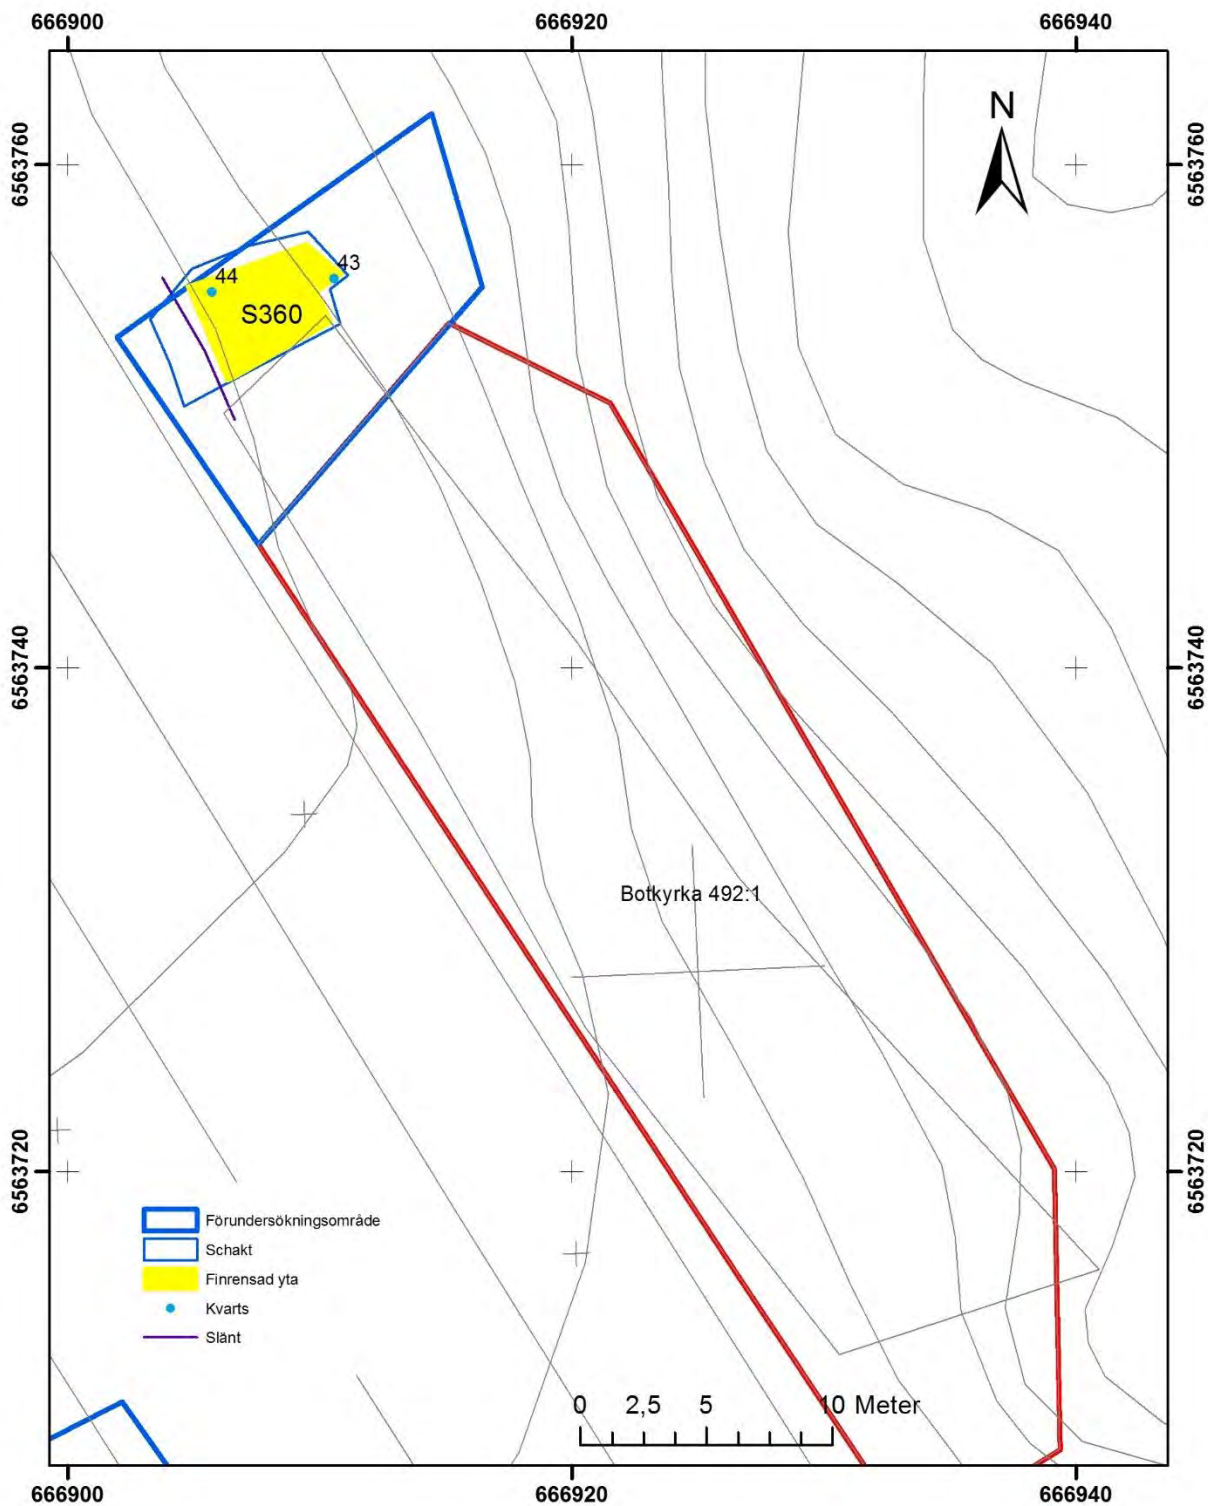 666900 666920 666940
6563760 6563760
N
43
44
S360
6563740 6563740
Botkyrka 492:1
6563720 6563720
Förundersökningsområde
Schakt
Finrensad yta
Kvarts
Slänt
0 2,5 5 10 Meter
666900 666920 666940